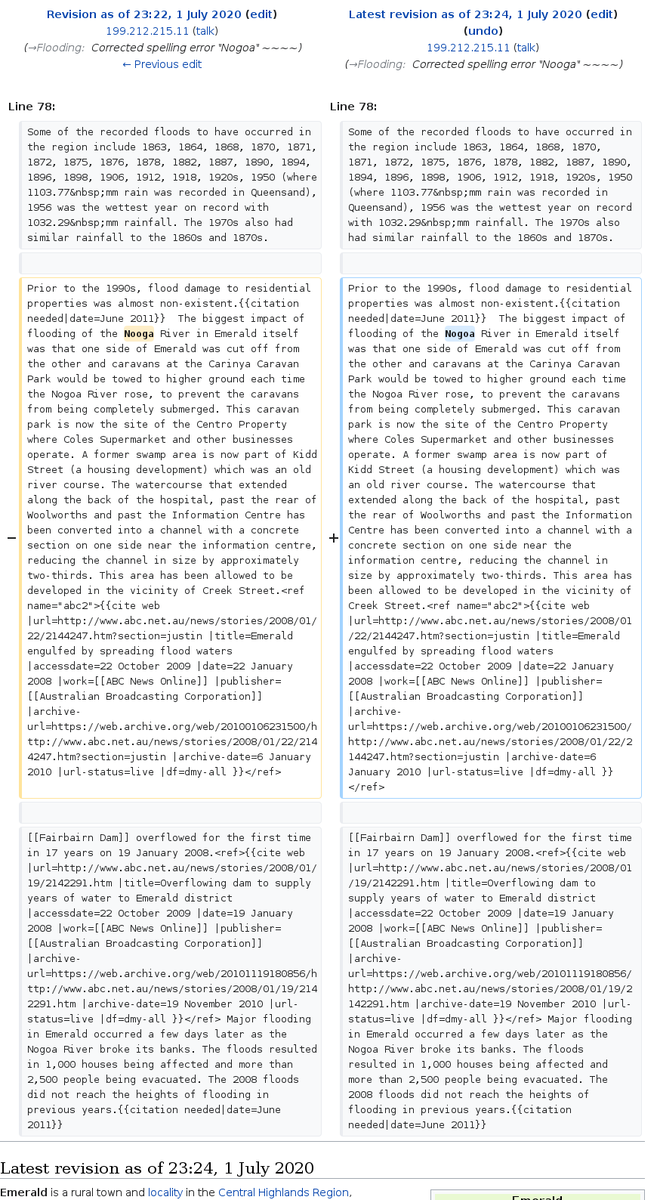 Revision as of 23:22, 1 July 2020 (edit)
199.212.215.11 (talk)
(→Flooding:  Corrected spelling error "Nogoa" ~~~~)
← Previous edit
Latest revision as of 23:24, 1 July 2020 (edit)
(undo)
199.212.215.11 (talk)
(→Flooding:  Corrected spelling error "Nooga" ~~~~)
Line 78:
Some of the recorded floods to have occurred in
the region include 1863, 1864, 1868, 1870, 1871,
1872, 1875, 1876, 1878, 1882, 1887, 1890, 1894,
1896, 1898, 1906, 1912, 1918, 1920s, 1950 (where
1103.77&nbsp;mm rain was recorded in Queensand),
1956 was the wettest year on record with
1032.29&nbsp;mm rainfall. The 1970s also had
similar rainfall to the 1860s and 1870s.
Prior to the 1990s, flood damage to residential
properties was almost non-existent.{{citation
needed|date=June 2011}}  The biggest impact of
flooding of the Nooga River in Emerald itself
was that one side of Emerald was cut off from
the other and caravans at the Carinya Caravan
Park would be towed to higher ground each time
the Nogoa River rose, to prevent the caravans
from being completely submerged. This caravan
park is now the site of the Centro Property
where Coles Supermarket and other businesses
operate. A former swamp area is now part of Kidd
Street (a housing development) which was an old
river course. The watercourse that extended
along the back of the hospital, past the rear of
Woolworths and past the Information Centre has
− been converted into a channel with a concrete
section on one side near the information centre,
reducing the channel in size by approximately
two-thirds. This area has been allowed to be
developed in the vicinity of Creek Street.<ref
name="abc2">{{cite web
|url=http://www.abc.net.au/news/stories/2008/01/
22/2144247.htm?section=justin |title=Emerald
engulfed by spreading flood waters
|accessdate=22 October 2009 |date=22 January
2008 |work=[[ABC News Online]] |publisher=
[[Australian Broadcasting Corporation]]
|archive-
url=https://web.archive.org/web/20100106231500/h
ttp://www.abc.net.au/news/stories/2008/01/22/214
4247.htm?section=justin |archive-date=6 January
2010 |url-status=live |df=dmy-all }}</ref>
[[Fairbairn Dam]] overflowed for the first time
in 17 years on 19 January 2008.<ref>{{cite web
|url=http://www.abc.net.au/news/stories/2008/01/
19/2142291.htm |title=Overflowing dam to supply
years of water to Emerald district
|accessdate=22 October 2009 |date=19 January
2008 |work=[[ABC News Online]] |publisher=
[[Australian Broadcasting Corporation]]
|archive-
url=https://web.archive.org/web/20101119180856/h
ttp://www.abc.net.au/news/stories/2008/01/19/214
2291.htm |archive-date=19 November 2010 |url-
status=live |df=dmy-all }}</ref> Major flooding
in Emerald occurred a few days later as the
Nogoa River broke its banks. The floods resulted
in 1,000 houses being affected and more than
2,500 people being evacuated. The 2008 floods
did not reach the heights of flooding in
previous years.{{citation needed|date=June
2011}}
Line 78:
Some of the recorded floods to have occurred in
the region include 1863, 1864, 1868, 1870,
1871, 1872, 1875, 1876, 1878, 1882, 1887, 1890,
1894, 1896, 1898, 1906, 1912, 1918, 1920s, 1950
(where 1103.77&nbsp;mm rain was recorded in
Queensand), 1956 was the wettest year on record
with 1032.29&nbsp;mm rainfall. The 1970s also
had similar rainfall to the 1860s and 1870s.
Prior to the 1990s, flood damage to residential
properties was almost non-existent.{{citation
needed|date=June 2011}}  The biggest impact of
flooding of the Nogoa River in Emerald itself
was that one side of Emerald was cut off from
the other and caravans at the Carinya Caravan
Park would be towed to higher ground each time
the Nogoa River rose, to prevent the caravans
from being completely submerged. This caravan
park is now the site of the Centro Property
where Coles Supermarket and other businesses
operate. A former swamp area is now part of
Kidd Street (a housing development) which was an
old river course. The watercourse that
extended along the back of the hospital, past
the rear of Woolworths and past the Information
+ Centre has been converted into a channel with a
concrete section on one side near the
information centre, reducing the channel in
size by approximately two-thirds. This area has
been allowed to be developed in the vicinity of
Creek Street.<ref name="abc2">{{cite web
|url=http://www.abc.net.au/news/stories/2008/01
/22/2144247.htm?section=justin |title=Emerald
engulfed by spreading flood waters
|accessdate=22 October 2009 |date=22 January
2008 |work=[[ABC News Online]] |publisher=
[[Australian Broadcasting Corporation]]
|archive-
url=https://web.archive.org/web/20100106231500/
http://www.abc.net.au/news/stories/2008/01/22/2
144247.htm?section=justin |archive-date=6
January 2010 |url-status=live |df=dmy-all }}
</ref>
[[Fairbairn Dam]] overflowed for the first time
in 17 years on 19 January 2008.<ref>{{cite web
|url=http://www.abc.net.au/news/stories/2008/01
/19/2142291.htm |title=Overflowing dam to
supply years of water to Emerald district
|accessdate=22 October 2009 |date=19 January
2008 |work=[[ABC News Online]] |publisher=
[[Australian Broadcasting Corporation]]
|archive-
url=https://web.archive.org/web/20101119180856/
http://www.abc.net.au/news/stories/2008/01/19/2
142291.htm |archive-date=19 November 2010 |url-
status=live |df=dmy-all }}</ref> Major flooding
in Emerald occurred a few days later as the
Nogoa River broke its banks. The floods
resulted in 1,000 houses being affected and
more than 2,500 people being evacuated. The
2008 floods did not reach the heights of
flooding in previous years.{{citation
needed|date=June 2011}}
Latest revision as of 23:24, 1 July 2020
Emerald is a rural town and locality in the Central Highlands Region,
Emerald